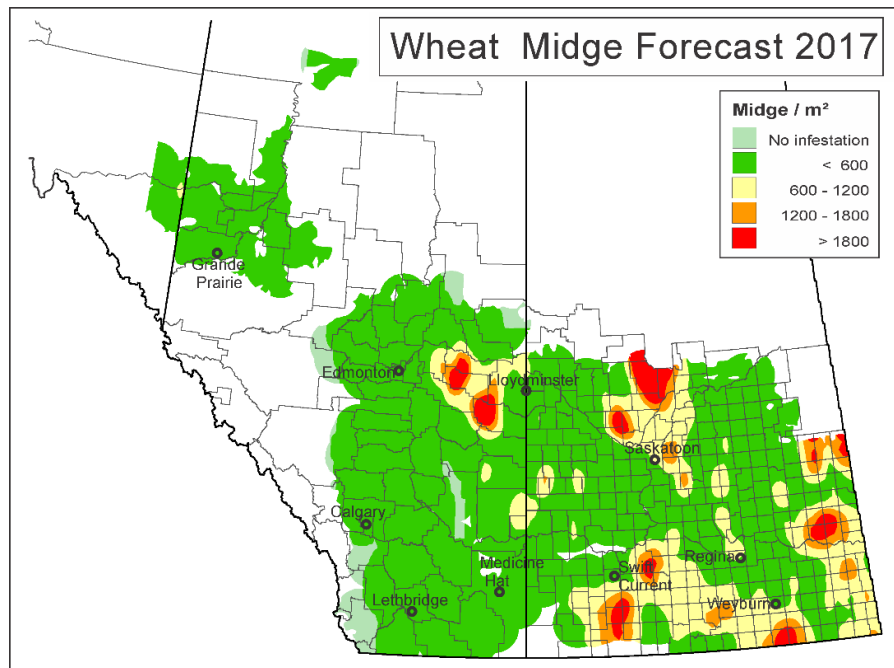 Wheat Midge Forecast 2017
Midge / m²
No infestation
< 600
600 - 1200
1200 - 1800
> 1800
Grande
Prairie
Edmonton
Lloydminster
Saskatoon
Calgary
Medicine
Hat
Swift
Current
Regina
Lethbridge
Weyburn